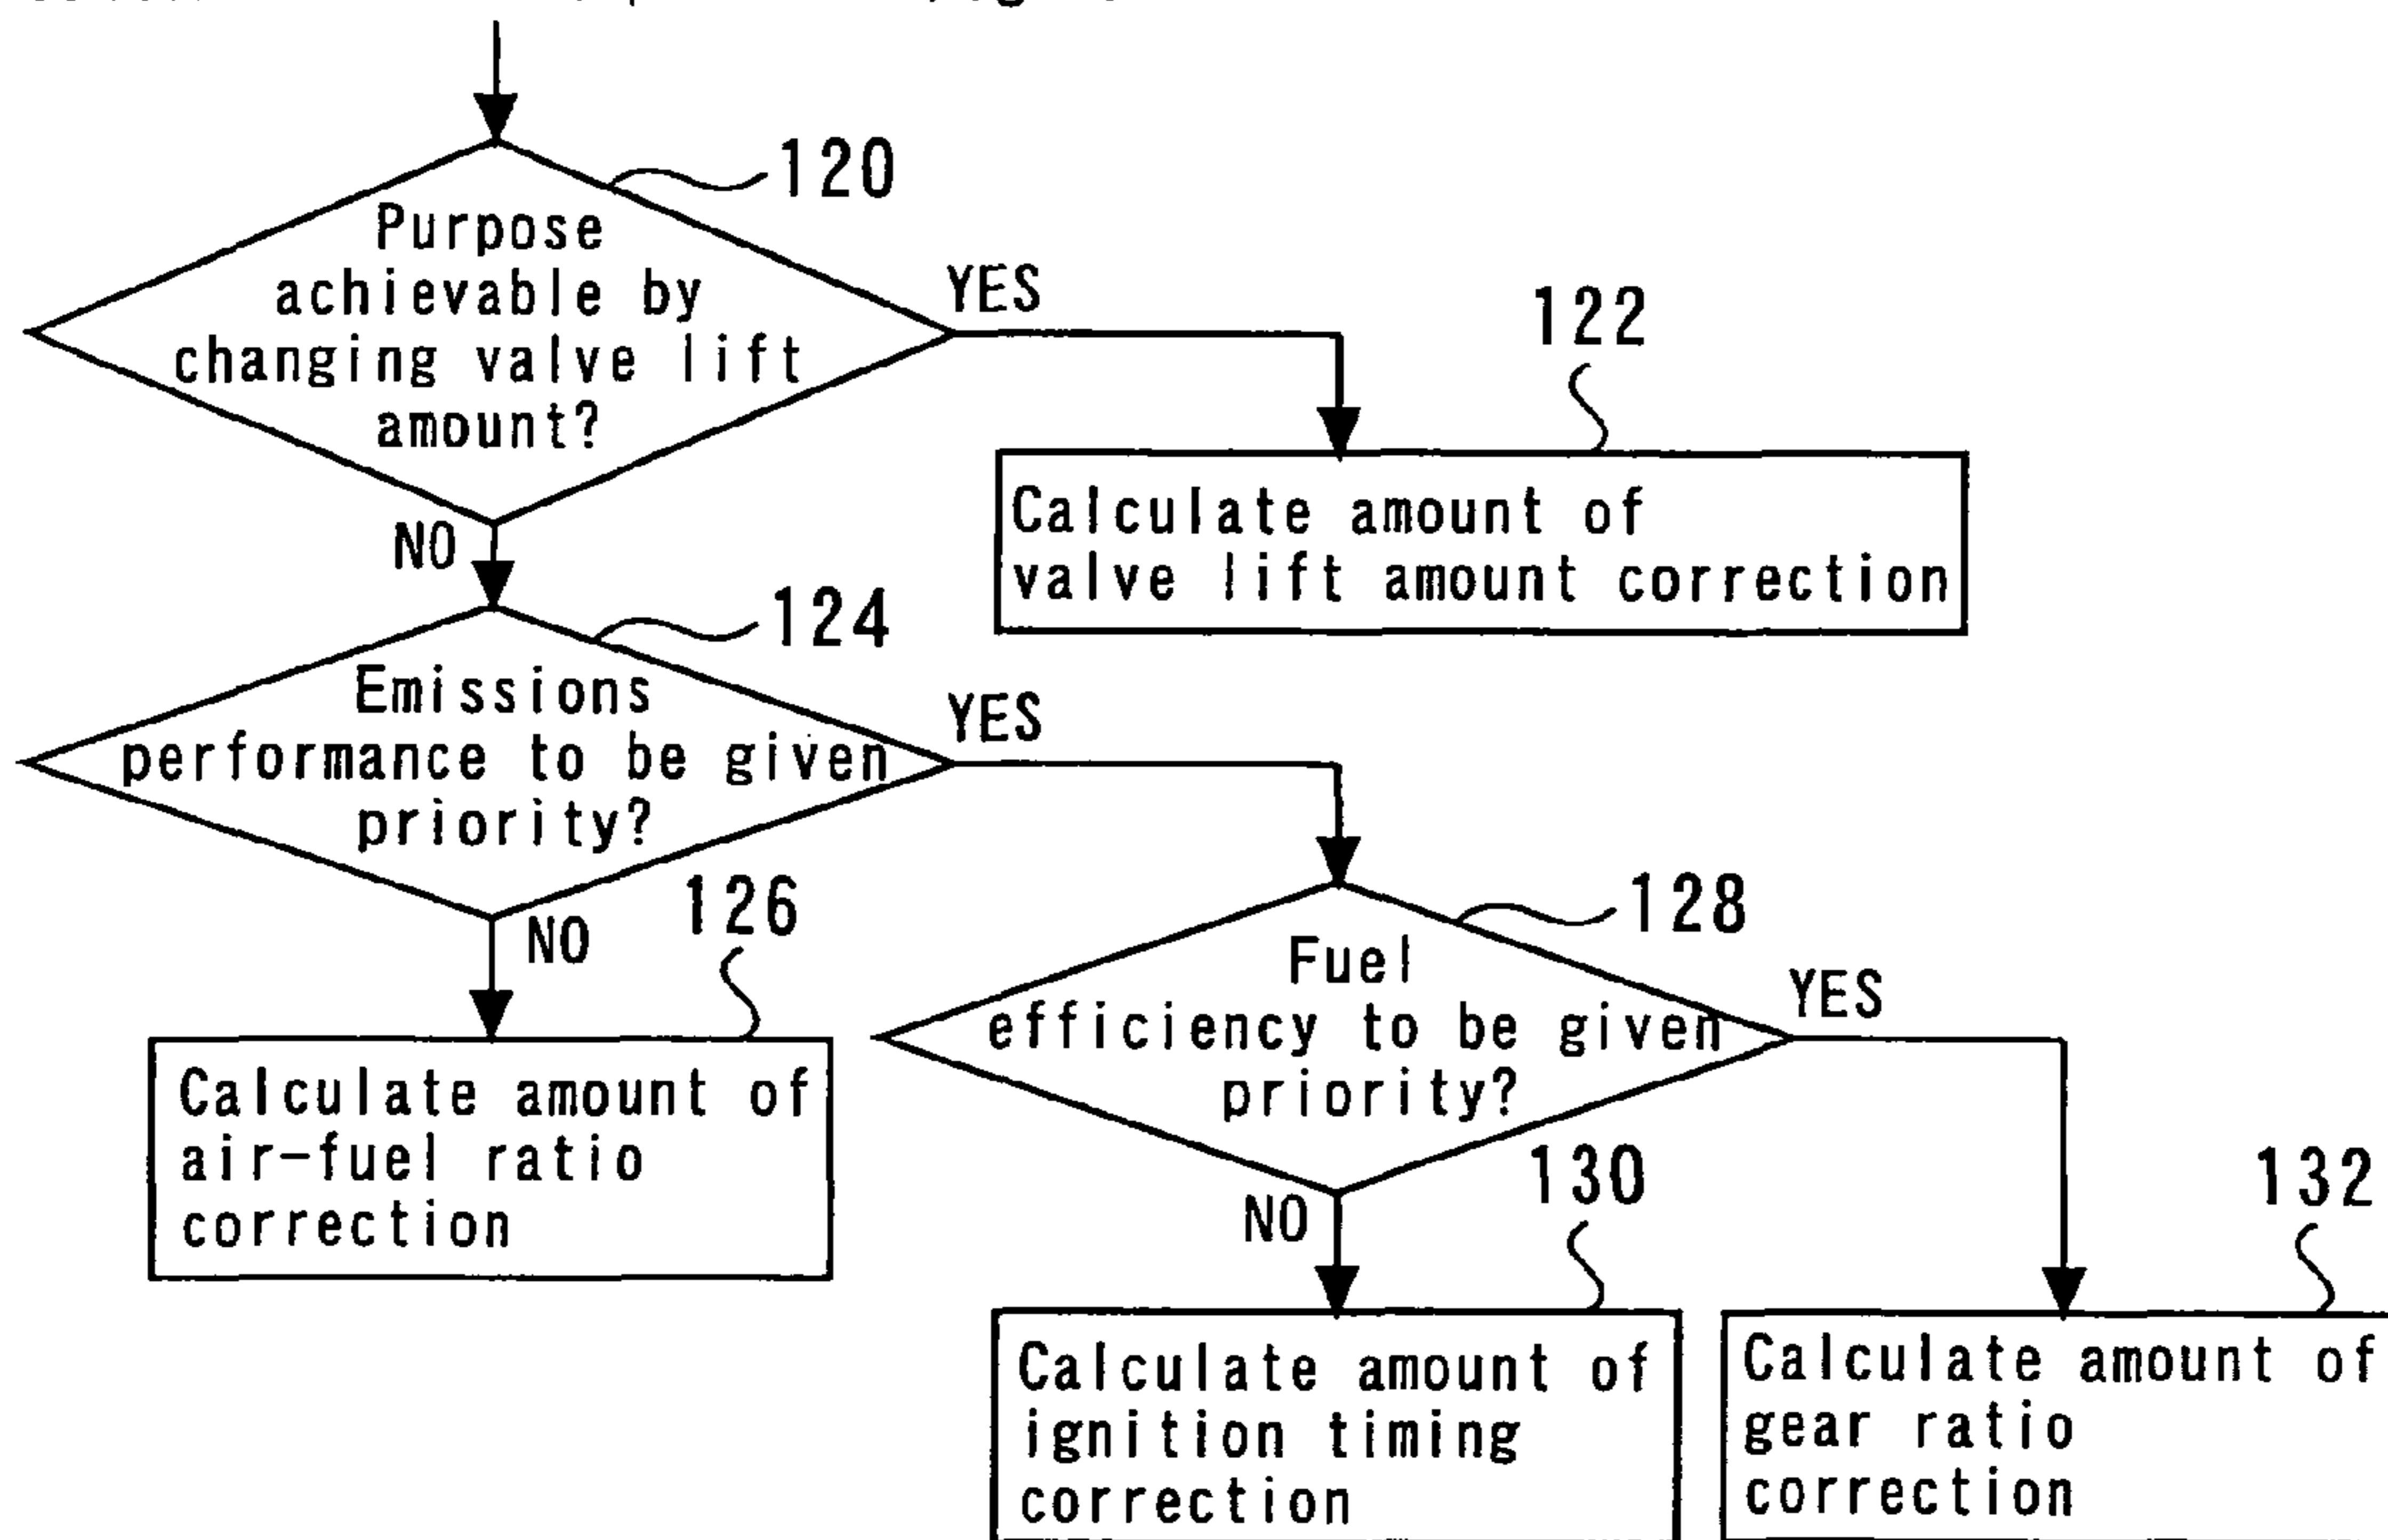 120
Purpose
achievable by
changing valve lift
amount?
YES
122
Calculate amount of
valve lift amount correction
NO
124
Emissions
performance to be given
priority?
YES
126
NO
Calculate amount of
air-fuel ratio
correction
128
Fuel
efficiency to be given
priority?
YES
130
NO
Calculate amount of
ignition timing
correction
132
Calculate amount of
gear ratio
correction